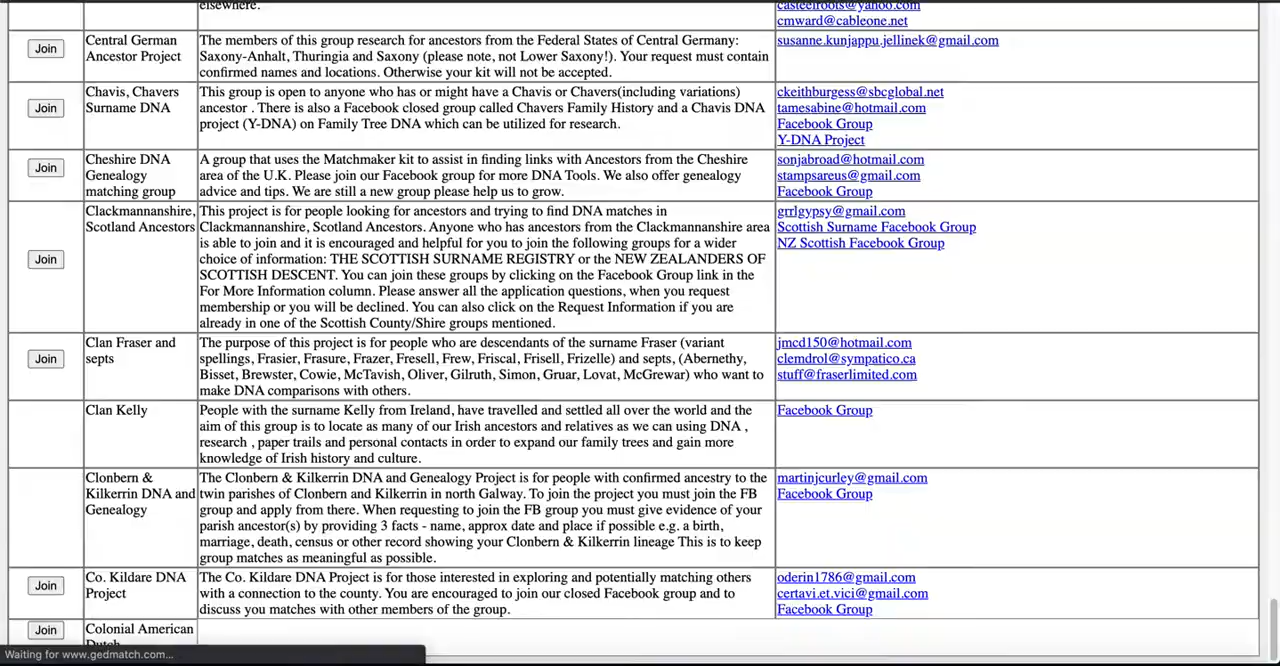 elsewhere.
casteelroots@yahoo.com
cmward@cableone.net
Join
Central German
Ancestor Project
The members of this group research for ancestors from the Federal States of Central Germany:
Saxony-Anhalt, Thuringia and Saxony (please note, not Lower Saxony!). Your request must contain
confirmed names and locations. Otherwise your kit will not be accepted.
susanne.kunjappu.jellinek@gmail.com
Join
Chavis, Chavers
Surname DNA
This group is open to anyone who has or might have a Chavis or Chavers(including variations)
ancestor . There is also a Facebook closed group called Chavers Family History and a Chavis DNA
project (Y-DNA) on Family Tree DNA which can be utilized for research.
ckeithburgess@sbcglobal.net
tamesabine@hotmail.com
Facebook Group
Y-DNA Project
Join
Cheshire DNA
Genealogy
matching group
A group that uses the Matchmaker kit to assist in finding links with Ancestors from the Cheshire
area of the U.K. Please join our Facebook group for more DNA Tools. We also offer genealogy
advice and tips. We are still a new group please help us to grow.
sonjabroad@hotmail.com
stampsareus@gmail.com
Facebook Group
Join
Clackmannanshire,
Scotland Ancestors
This project is for people looking for ancestors and trying to find DNA matches in
Clackmannanshire, Scotland Ancestors. Anyone who has ancestors from the Clackmannanshire area
is able to join and it is encouraged and helpful for you to join the following groups for a wider
choice of information: THE SCOTTISH SURNAME REGISTRY or the NEW ZEALANDERS OF
SCOTTISH DESCENT. You can join these groups by clicking on the Facebook Group link in the
For More Information column. Please answer all the application questions, when you request
membership or you will be declined. You can also click on the Request Information if you are
already in one of the Scottish County/Shire groups mentioned.
grrlgypsy@gmail.com
Scottish Surname Facebook Group
NZ Scottish Facebook Group
Join
Clan Fraser and
septs
The purpose of this project is for people who are descendants of the surname Fraser (variant
spellings, Frasier, Frasure, Frazer, Fresell, Frew, Friscal, Frisell, Frizelle) and septs, (Abernethy,
Bisset, Brewster, Cowie, McTavish, Oliver, Gilruth, Simon, Gruar, Lovat, McGrewar) who want to
make DNA comparisons with others.
jmcd150@hotmail.com
clemdrol@sympatico.ca
stuff@fraserlimited.com
Clan Kelly
People with the surname Kelly from Ireland, have travelled and settled all over the world and the
aim of this group is to locate as many of our Irish ancestors and relatives as we can using DNA ,
research , paper trails and personal contacts in order to expand our family trees and gain more
knowledge of Irish history and culture.
Facebook Group
Clonbern &
Kilkerrin DNA and
Genealogy
The Clonbern & Kilkerrin DNA and Genealogy Project is for people with confirmed ancestry to the
twin parishes of Clonbern and Kilkerrin in north Galway. To join the project you must join the FB
group and apply from there. When requesting to join the FB group you must give evidence of your
parish ancestor(s) by providing 3 facts - name, approx date and place if possible e.g. a birth,
marriage, death, census or other record showing your Clonbern & Kilkerrin lineage This is to keep
group matches as meaningful as possible.
martinjcurley@gmail.com
Facebook Group
Join
Co. Kildare DNA
Project
The Co. Kildare DNA Project is for those interested in exploring and potentially matching others
with a connection to the county. You are encouraged to join our closed Facebook group and to
discuss you matches with other members of the group.
oderin1786@gmail.com
certavi.et.vici@gmail.com
Facebook Group
Join
Colonial American
Dutch
Waiting for www.gedmatch.com...